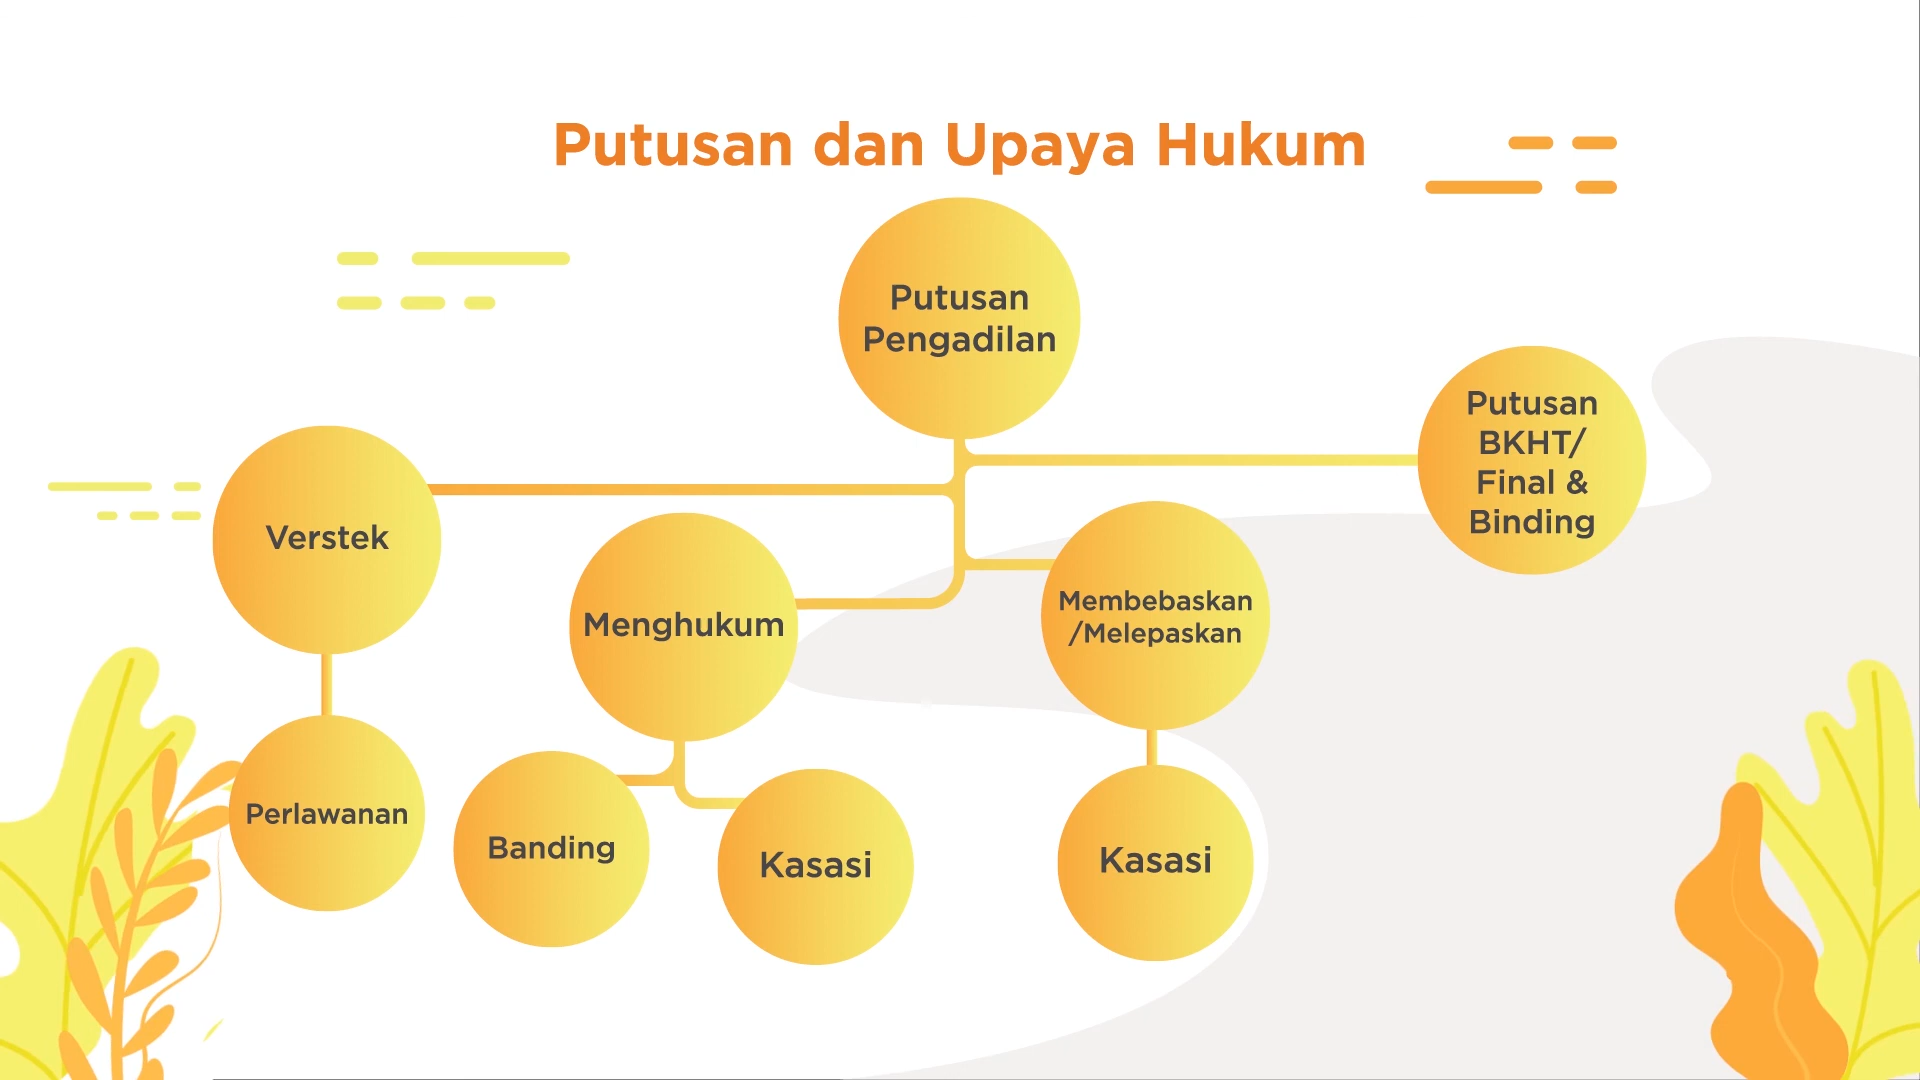 Putusan dan Upaya Hukum
Putusan
Pengadilan
Putusan
BKHT/
Final &
Binding
Verstek
Menghukum
Membebaskan
/Melepaskan
Perlawanan
Banding
Kasasi
Kasasi